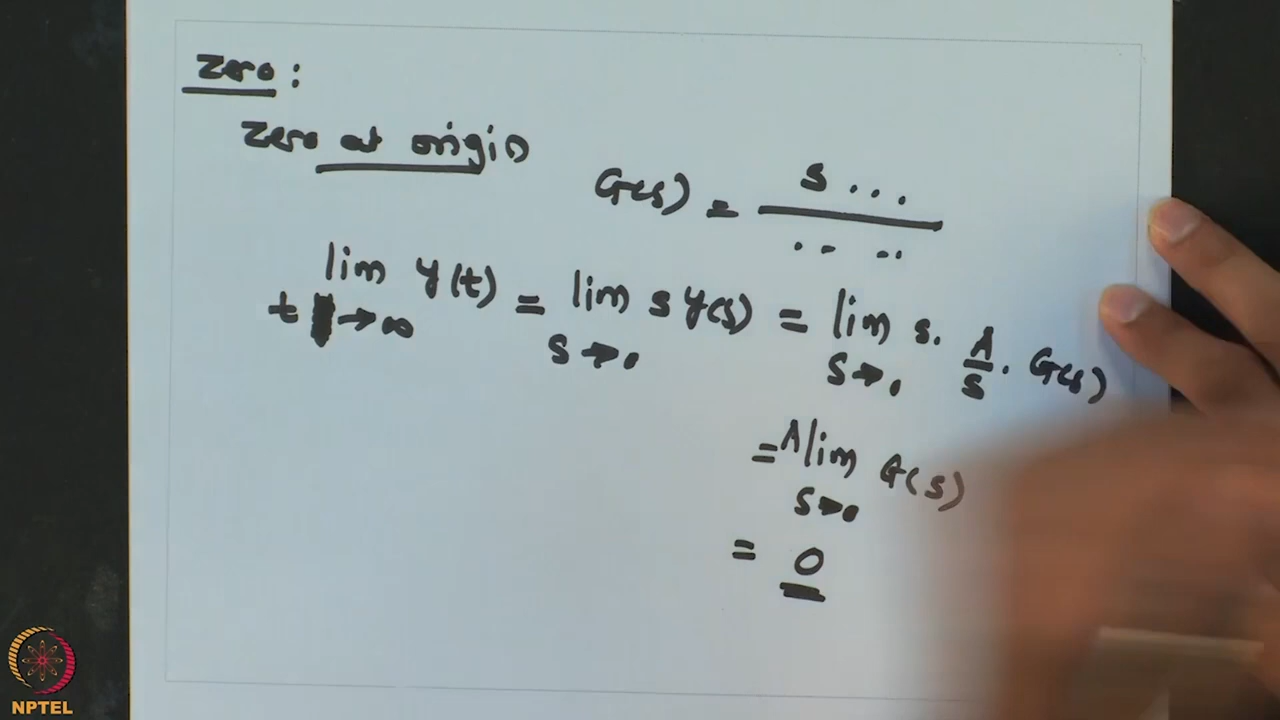 Zero :
Zero at origin
G(s) = s ... / .. ..
lim t→∞ y(t) = lim s→0 s Y(s) = lim s→0 s. A/s . G(s)
= A lim s→0 G(s)
= 0
NPTEL